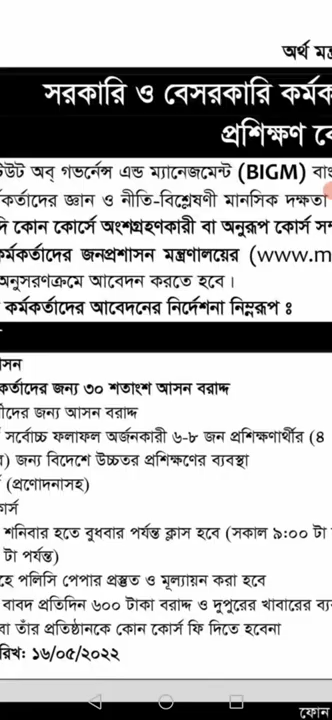 অর্থ মন্ত্র
সরকারি ও বেসরকারি কর্মক
প্রশিক্ষণ কে
উট অব্ গভর্নেন্স এন্ড ম্যানেজমেন্ট (BIGM) বাং
কর্তাদের জ্ঞান ও নীতি-বিশ্লেষণী মানসিক দক্ষতা
দি কোন কোর্সে অংশগ্রহণকারী বা অনুরূপ কোর্স সম্
কর্মকর্তাদের জনপ্রশাসন মন্ত্রণালয়ের (www.m
অনুসরণক্রমে আবেদন করতে হবে।
কর্মকর্তাদের আবেদনের নির্দেশনা নিম্নরূপ ঃ
াসন
কর্তাদের জন্য ৩০ শতাংশ আসন বরাদ্দ
র্থীদের জন্য আসন বরাদ্দ
সর্বোচ্চ ফলাফল অর্জনকারী ৬-৮ জন প্রশিক্ষণার্থীর (৪
র) জন্য বিদেশে উচ্চতর প্রশিক্ষণের ব্যবস্থা
(প্রণোদনাসহ)
কোর্স
শনিবার হতে বুধবার পর্যন্ত ক্লাস হবে (সকাল ৯:০০ টা
টা পর্যন্ত)
হে পলিসি পেপার প্রস্তুত ও মূল্যায়ন করা হবে
বাবদ প্রতিদিন ৬০০ টাকা বরাদ্দ ও দুপুরের খাবারের ব্যব
বা তাঁর প্রতিষ্ঠানকে কোন কোর্স ফি দিতে হবেনা
রিখ: ১৬/০৫/২০২২
ফোন